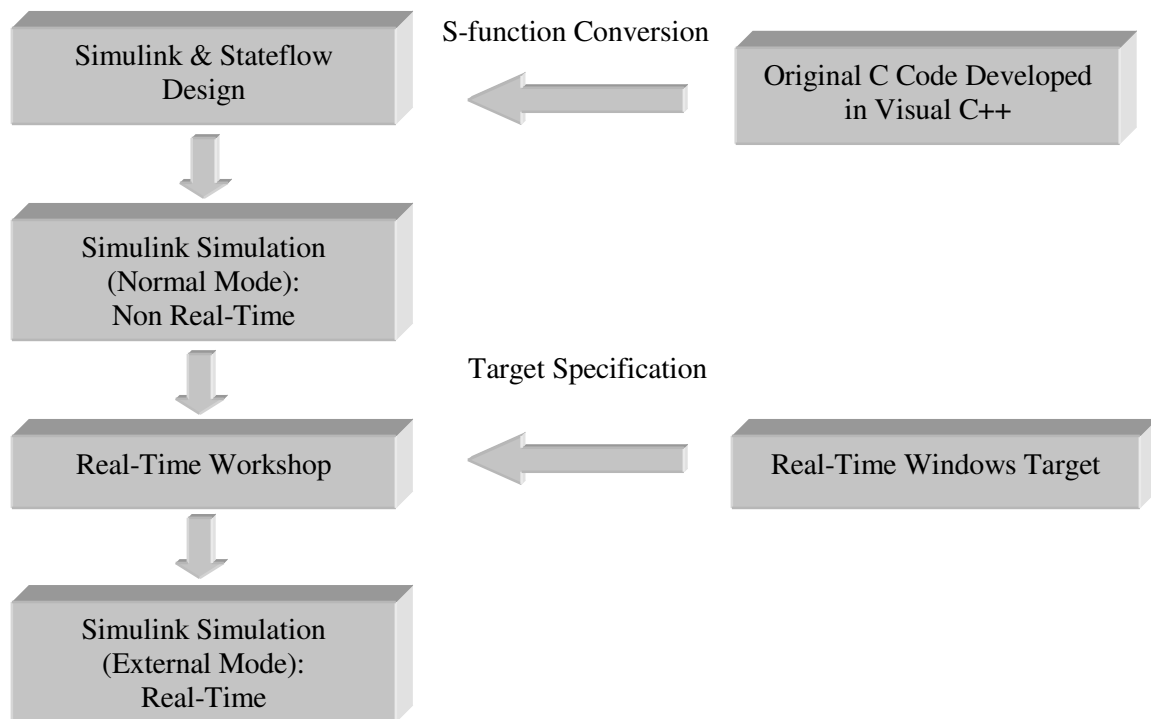 Simulink & Stateflow
Design
S-function Conversion
Original C Code Developed
in Visual C++
Simulink Simulation
(Normal Mode):
Non Real-Time
Target Specification
Real-Time Workshop
Real-Time Windows Target
Simulink Simulation
(External Mode):
Real-Time